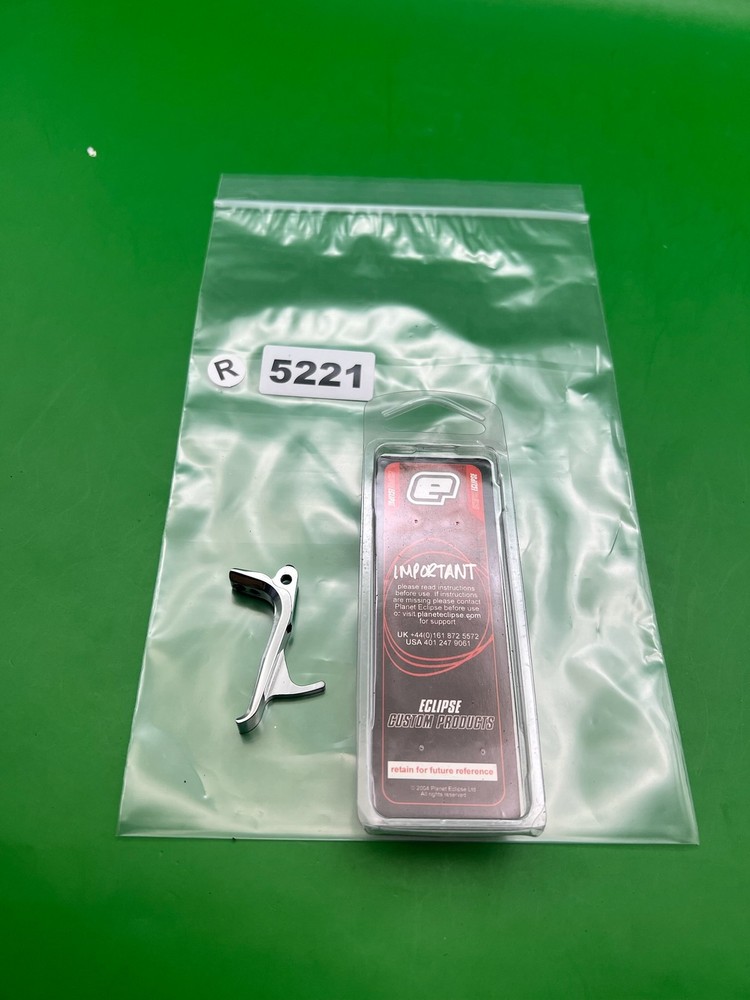 R
5221
e
IMPORTANT
please read instructions
before use. If instructions
are missing please contact
Planet Eclipse before use
or visit planeteclipse.com
for support
UK +44(0)161 872 5572
USA 401 247 9061
ECLIPSE
CUSTOM PRODUCTS
retain for future reference
© 2004 Planet Eclipse Ltd
All rights reserved